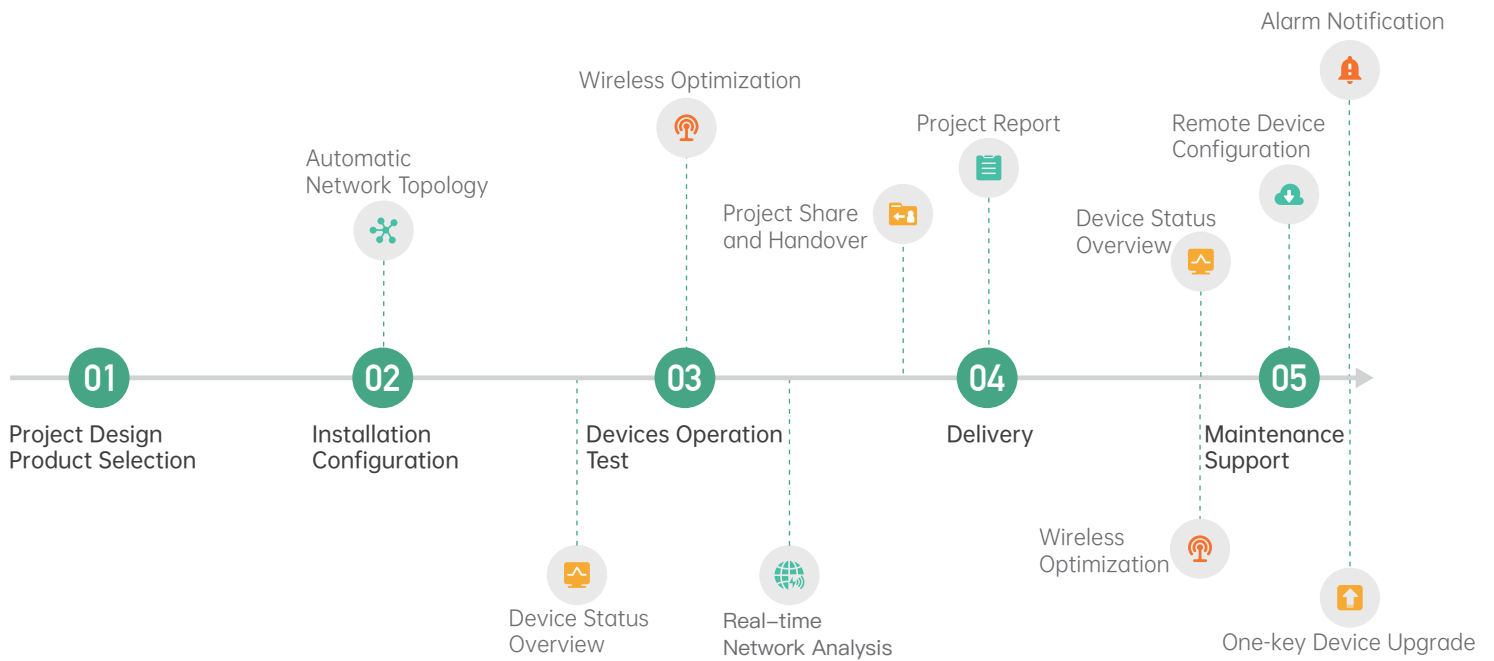 Alarm Notification
Wireless Optimization
Project Report
Remote Device
Configuration
Automatic
Network Topology
Project Share
and Handover
Device Status
Overview
01
02
03
04
05
Project Design
Product Selection
Installation
Configuration
Devices Operation
Test
Delivery
Maintenance
Support
Wireless
Optimization
Device Status
Overview
Real–time
Network Analysis
One-key Device Upgrade